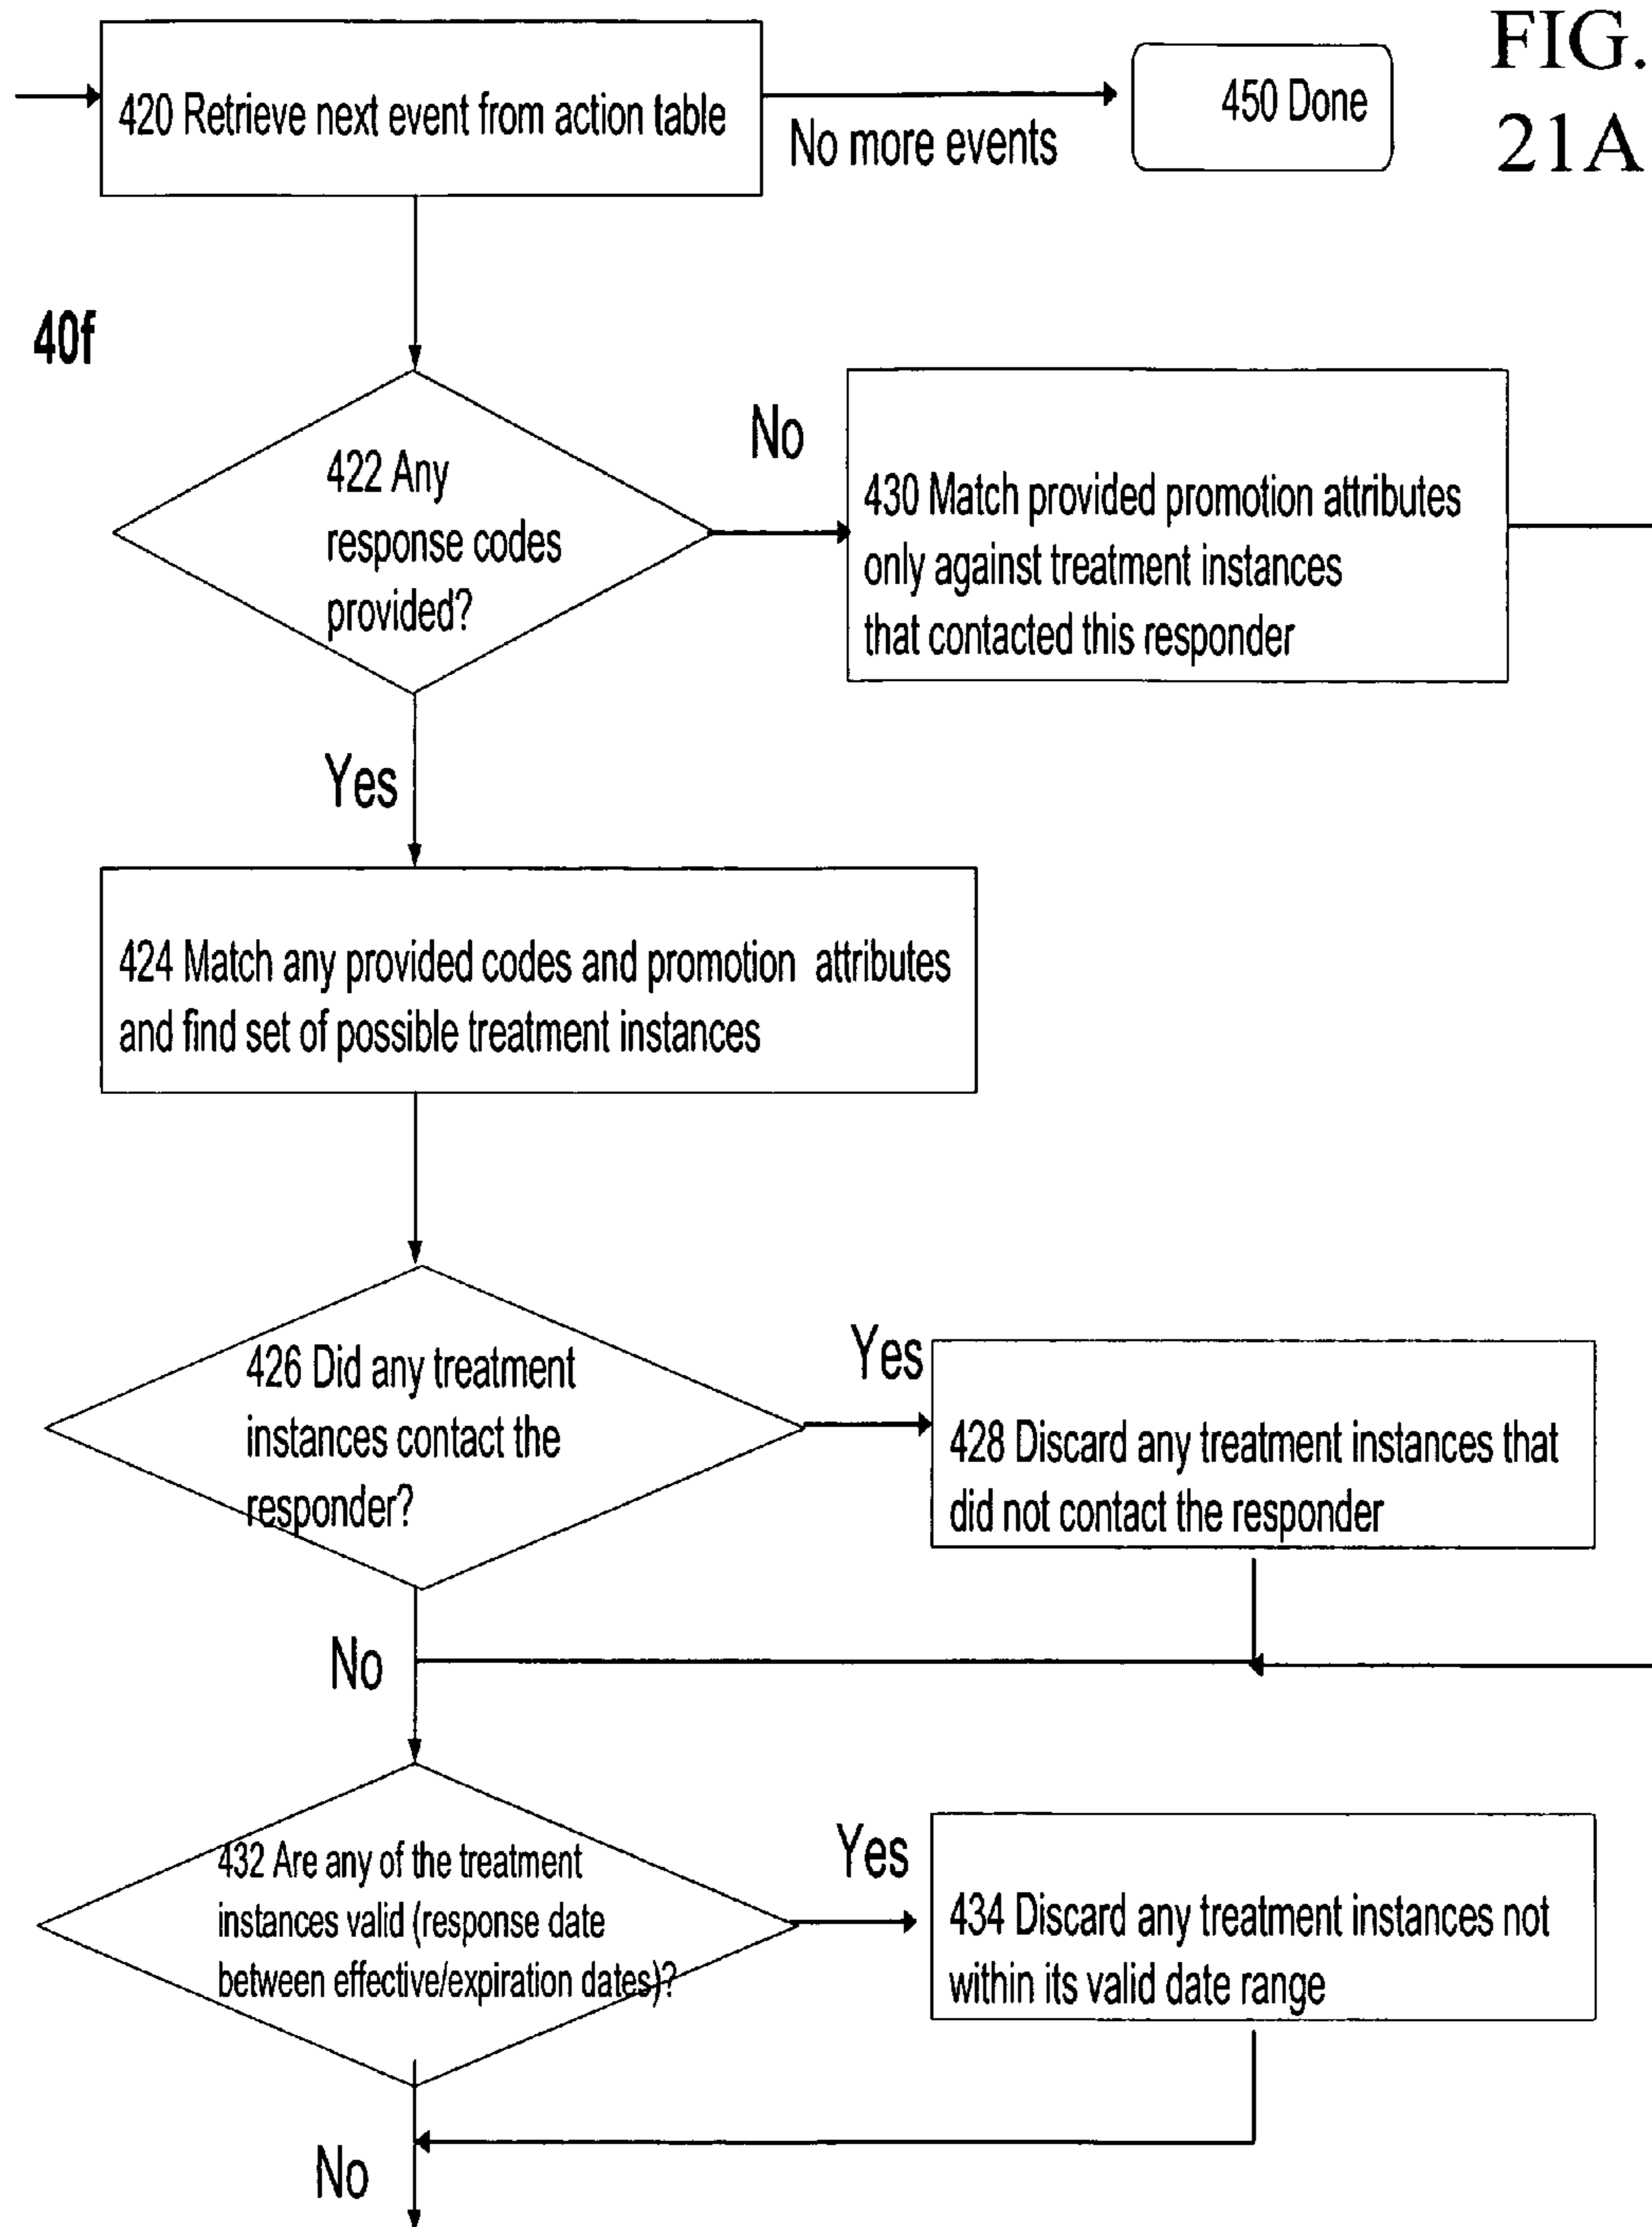 FIG.
21A
420 Retrieve next event from action table
No more events
450 Done
40f
422 Any
response codes
provided?
No
430 Match provided promotion attributes
only against treatment instances
that contacted this responder
Yes
424 Match any provided codes and promotion attributes
and find set of possible treatment instances
426 Did any treatment
instances contact the
responder?
Yes
428 Discard any treatment instances that
did not contact the responder
No
432 Are any of the treatment
instances valid (response date
between effective/expiration dates)?
Yes
434 Discard any treatment instances not
within its valid date range
No